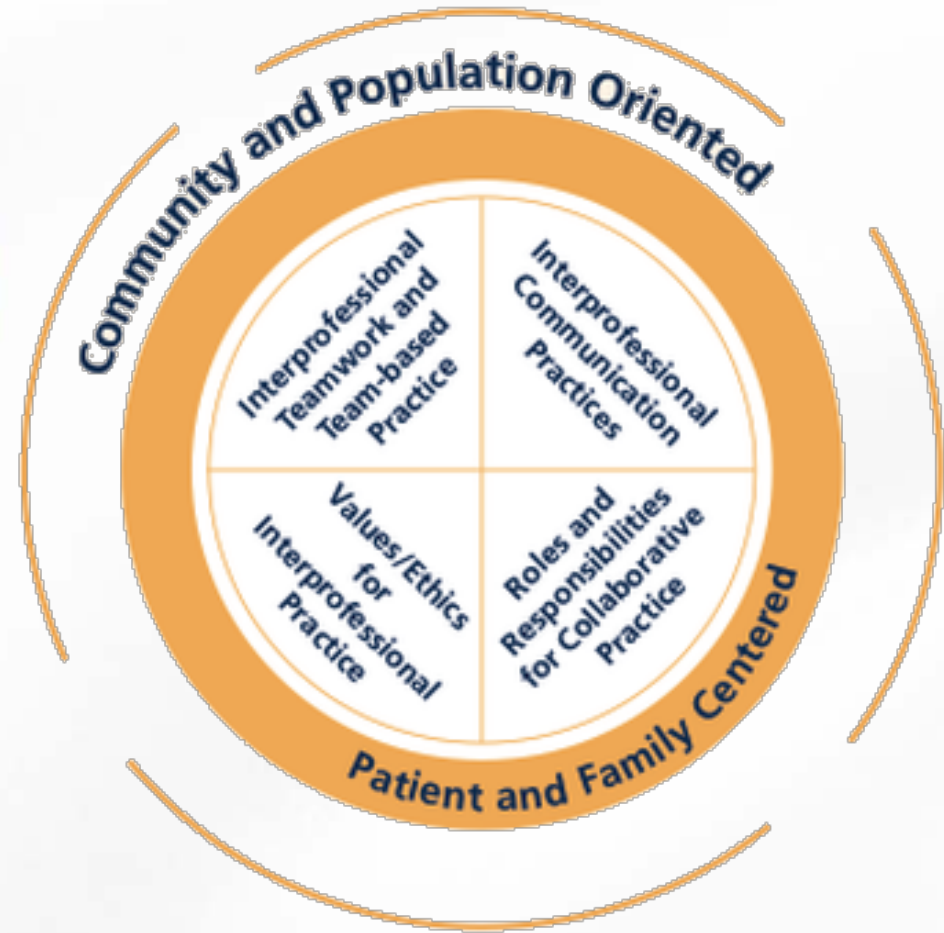 Community and Population Oriented
Interprofessional
Teamwork and
Team-based
Practice
Interprofessional
Communication
Practices
Values/Ethics
for
Interprofessional
Practice
Roles and
Responsibilities
for Collaborative
Practice
Patient and Family Centered